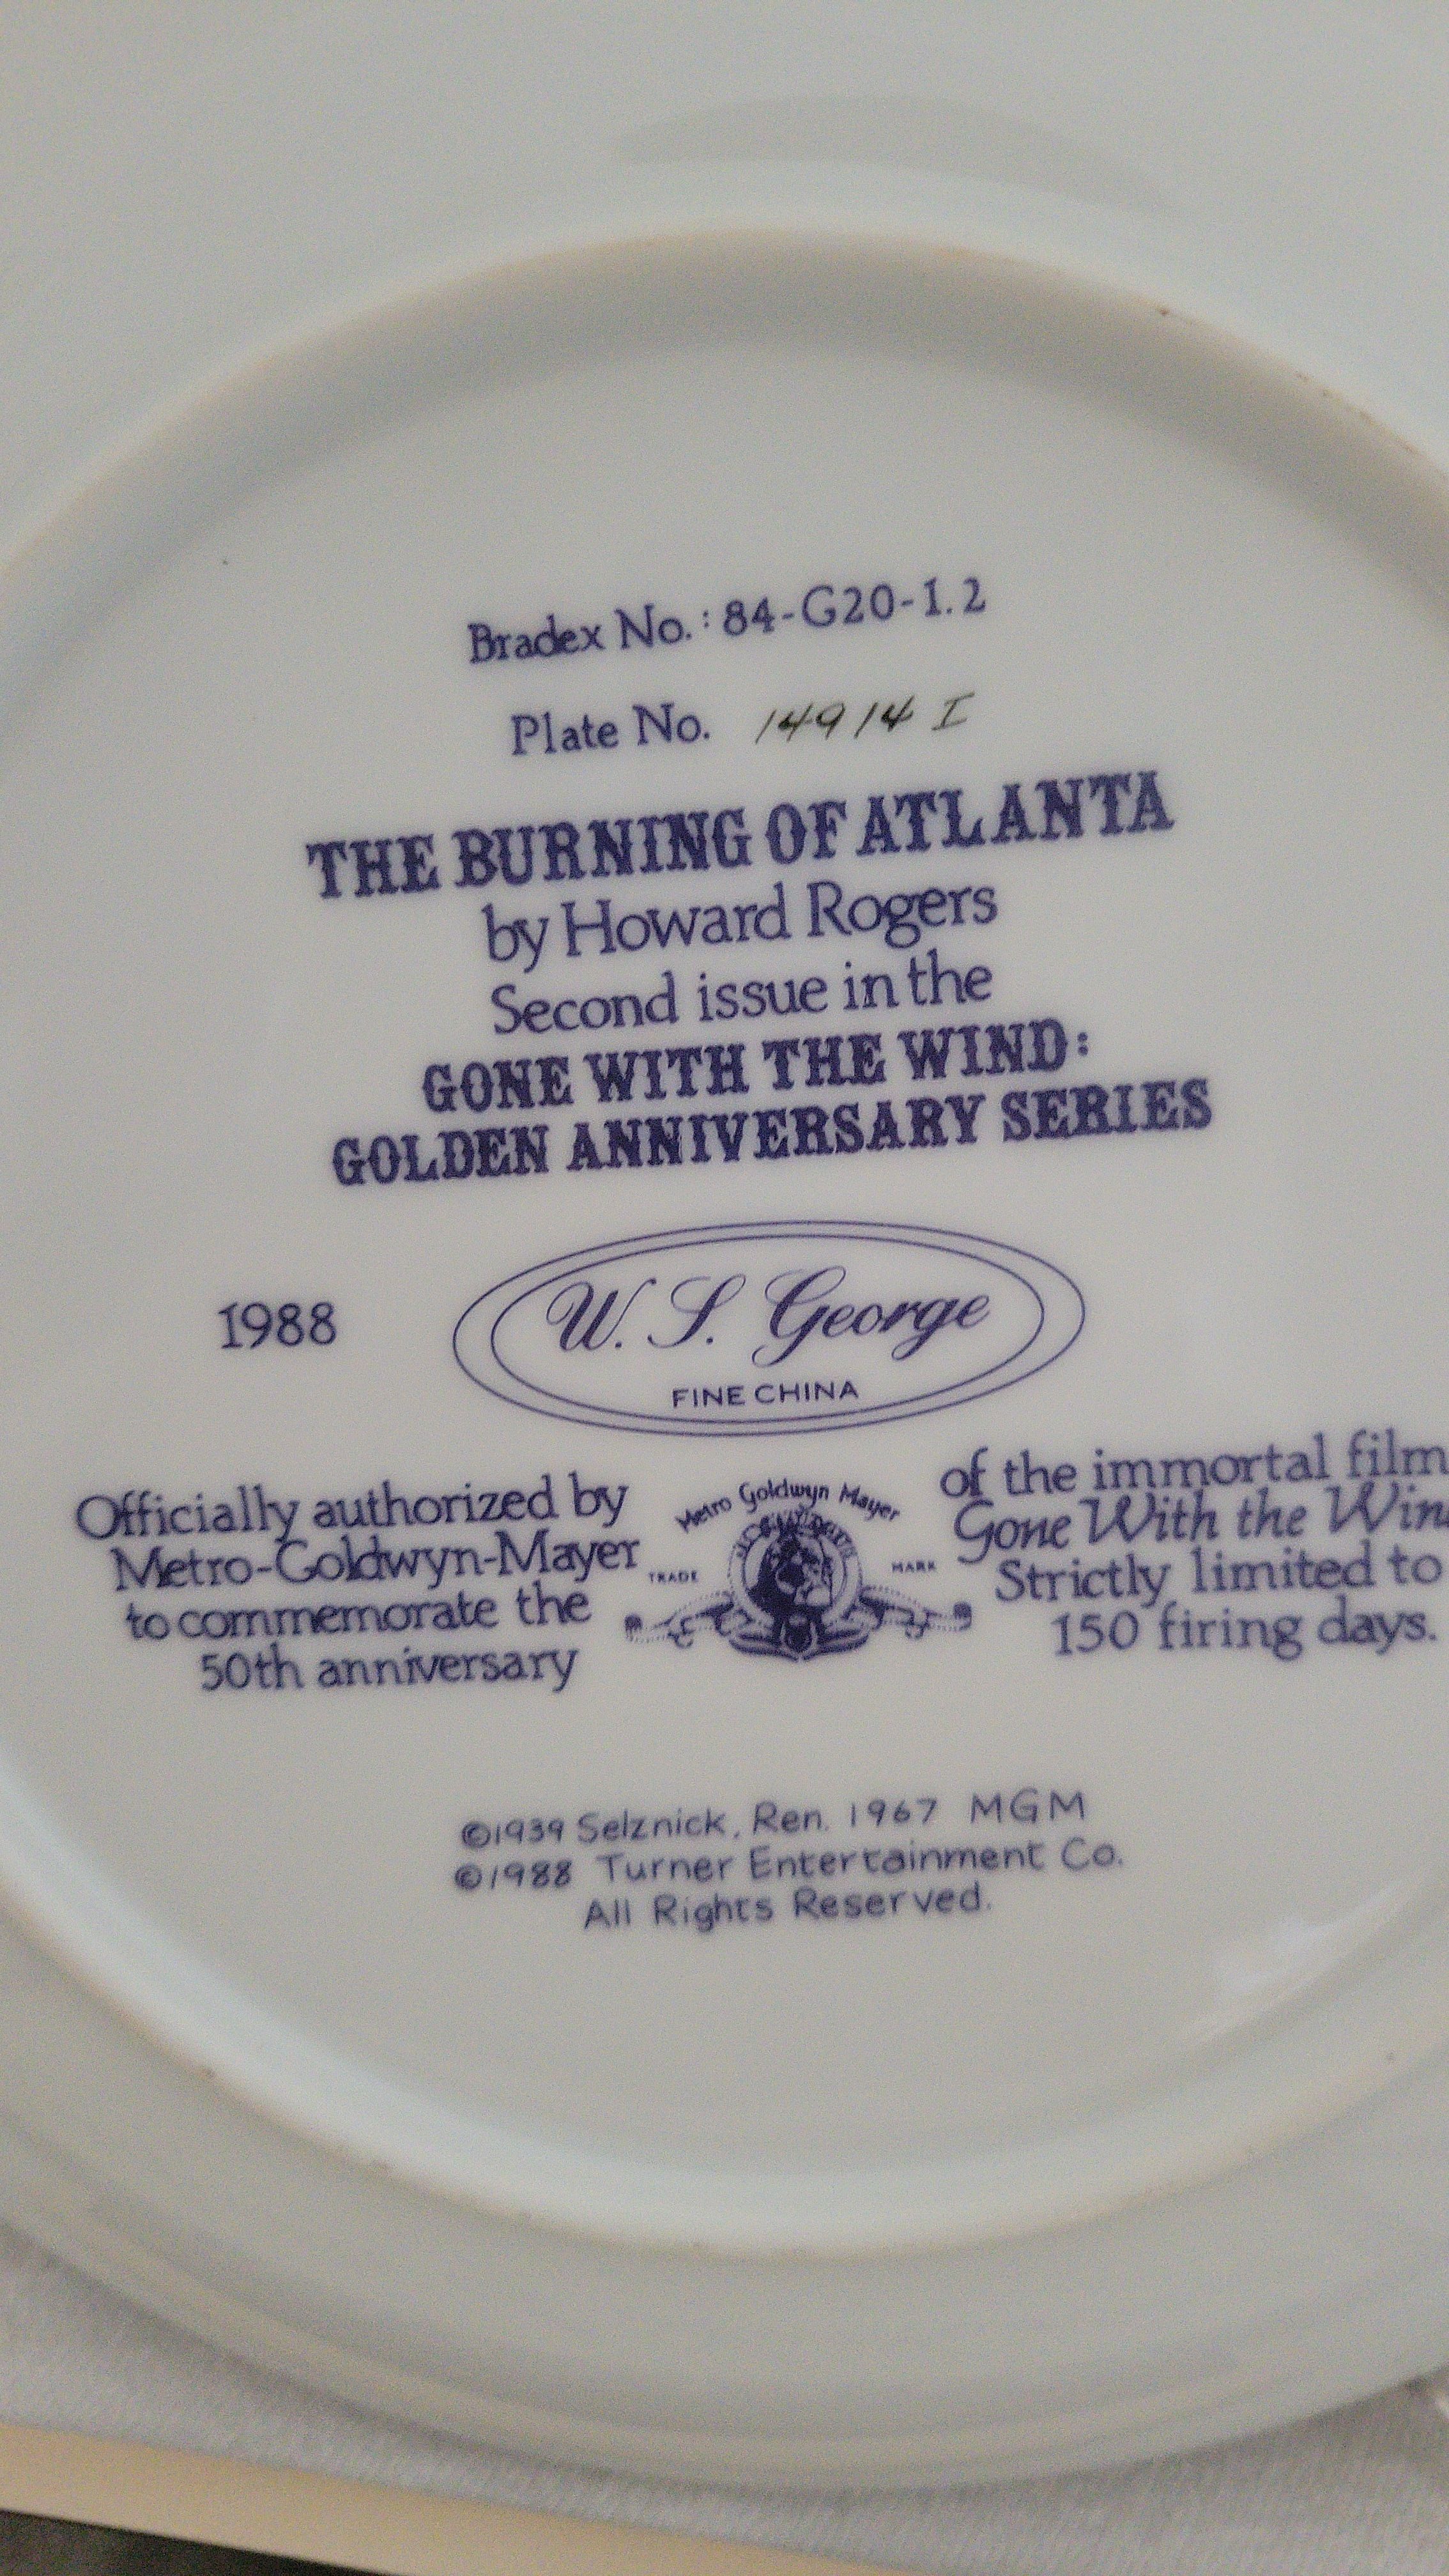 Bradex No.: 84-G20-1.2
Plate No. 14914 I
THE BURNING OF ATLANTA
by Howard Rogers
Second issue in the
GONE WITH THE WIND:
GOLDEN ANNIVERSARY SERIES
1988
W. S. George
FINE CHINA
Officially authorized by
Metro-Goldwyn-Mayer
to commemorate the
50th anniversary
Metro Goldwyn Mayer
TRADE MARK
of the immortal film
Gone With the Win
Strictly limited to
150 firing days.
©1939 Selznick, Ren. 1967 MGM
©1988 Turner Entertainment Co.
All Rights Reserved.